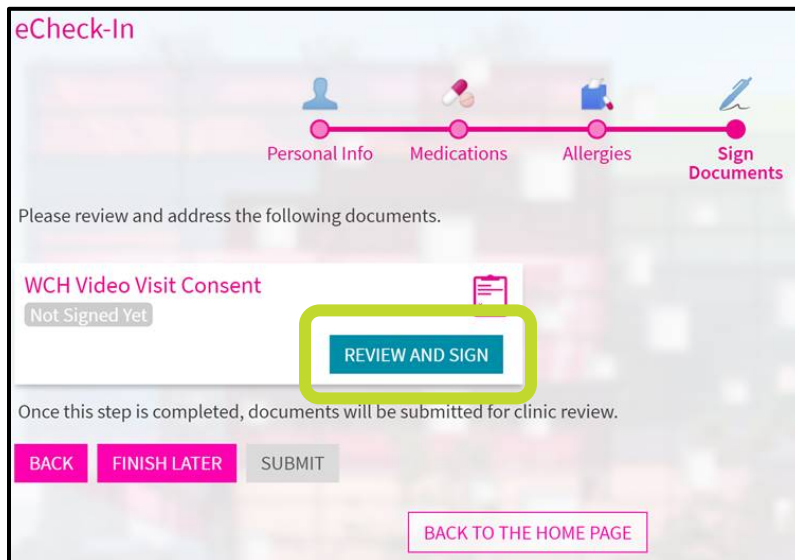 eCheck-In
Personal Info
Medications
Allergies
Sign
Documents
Please review and address the following documents.
WCH Video Visit Consent
Not Signed Yet
REVIEW AND SIGN
Once this step is completed, documents will be submitted for clinic review.
BACK
FINISH LATER
SUBMIT
BACK TO THE HOME PAGE